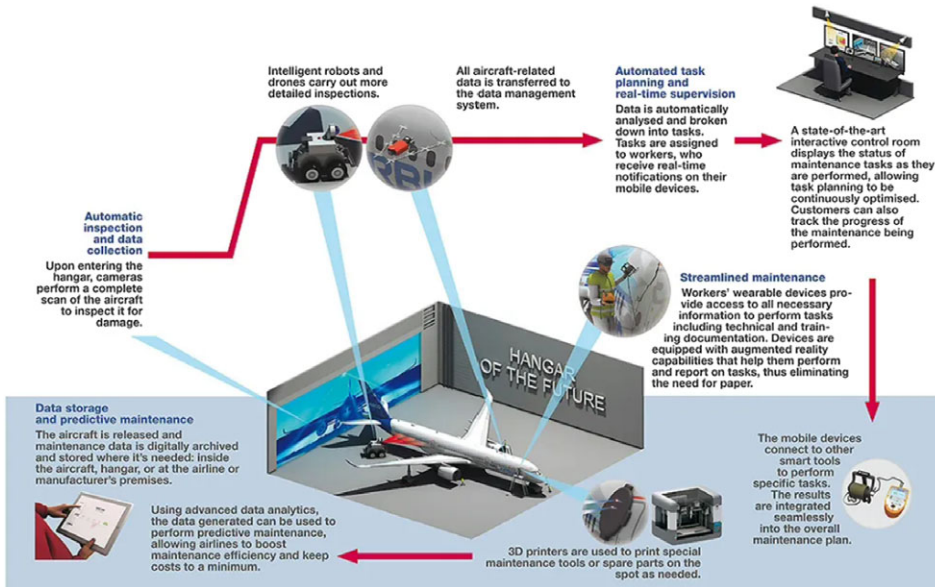 Intelligent robots and
drones carry out more
detailed inspections.
All aircraft-related
data is transferred to
the data management
system.
Automated task
planning and
real-time supervision
Data is automatically
analysed and broken
down into tasks.
Tasks are assigned
to workers, who
receive real-time
notifications on their
mobile devices.
A state-of-the-art
interactive control room
displays the status of
maintenance tasks as they
are performed, allowing
task planning to be
continuously optimised.
Customers can also
track the progress of
the maintenance being
performed.
RBU
Automatic
inspection
and data
collection
Upon entering the
hangar, cameras
perform a complete
scan of the aircraft
to inspect it for
damage.
Streamlined maintenance
Workers' wearable devices pro-
vide access to all necessary
information to perform tasks
including technical and train-
ing documentation. Devices are
equipped with augmented reality
capabilities that help them perform
and report on tasks, thus eliminating
the need for paper.
HANGAR
OF THE FUTURE
Data storage
and predictive maintenance
The aircraft is released and
maintenance data is digitally archived
and stored where it's needed: inside
the aircraft, hangar, or at the airline or
manufacturer's premises.
Using advanced data analytics,
the data generated can be used
to perform predictive maintenance,
allowing airlines to boost
maintenance efficiency and keep
costs to a minimum.
The mobile devices
connect to other
smart tools
to perform
specific tasks.
The results
are integrated
seamlessly
into the overall
maintenance plan.
3D printers are used to print special
maintenance tools or spare parts on the
spot as needed.